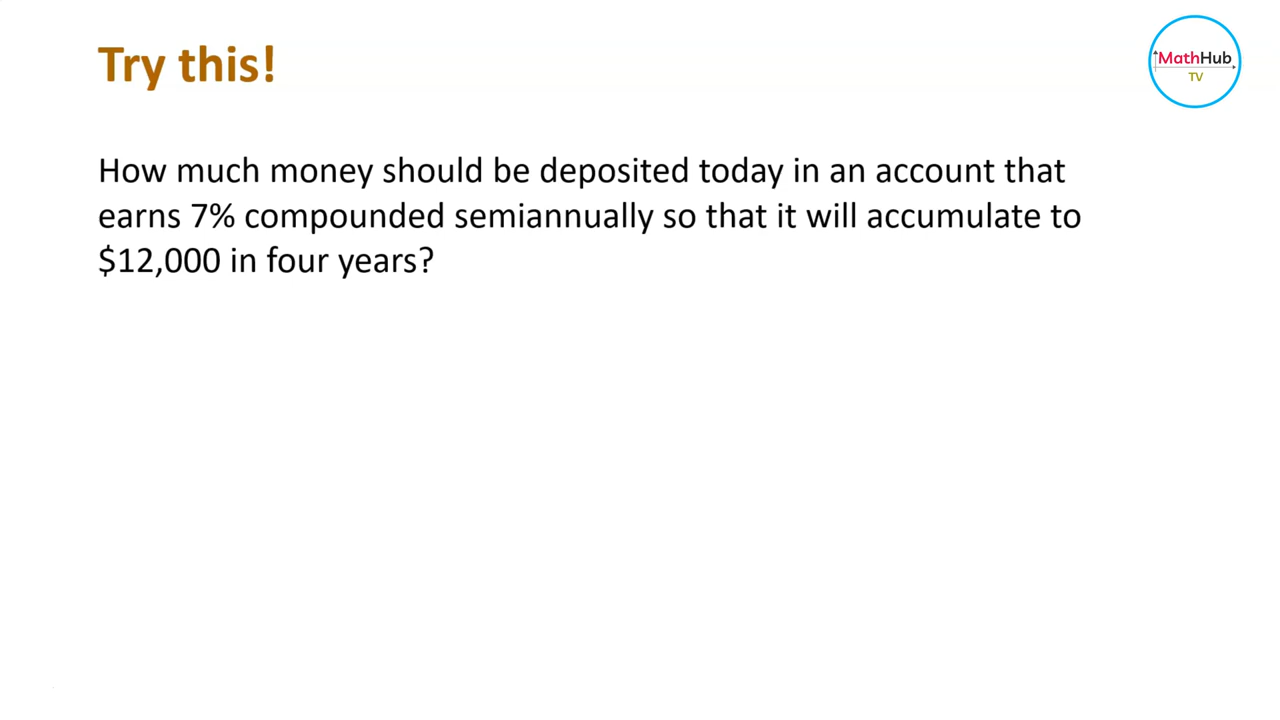 Try this!
MathHub
TV
How much money should be deposited today in an account that
earns 7% compounded semiannually so that it will accumulate to
$12,000 in four years?